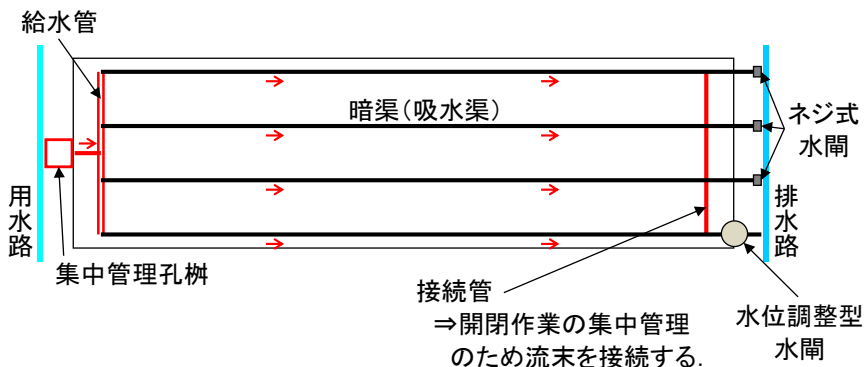 給水管
暗渠(吸水渠)
ネジ式
水閘
用水路
排水路
集中管理孔桝
接続管
⇒開閉作業の集中管理
のため流末を接続する.
水位調整型
水閘